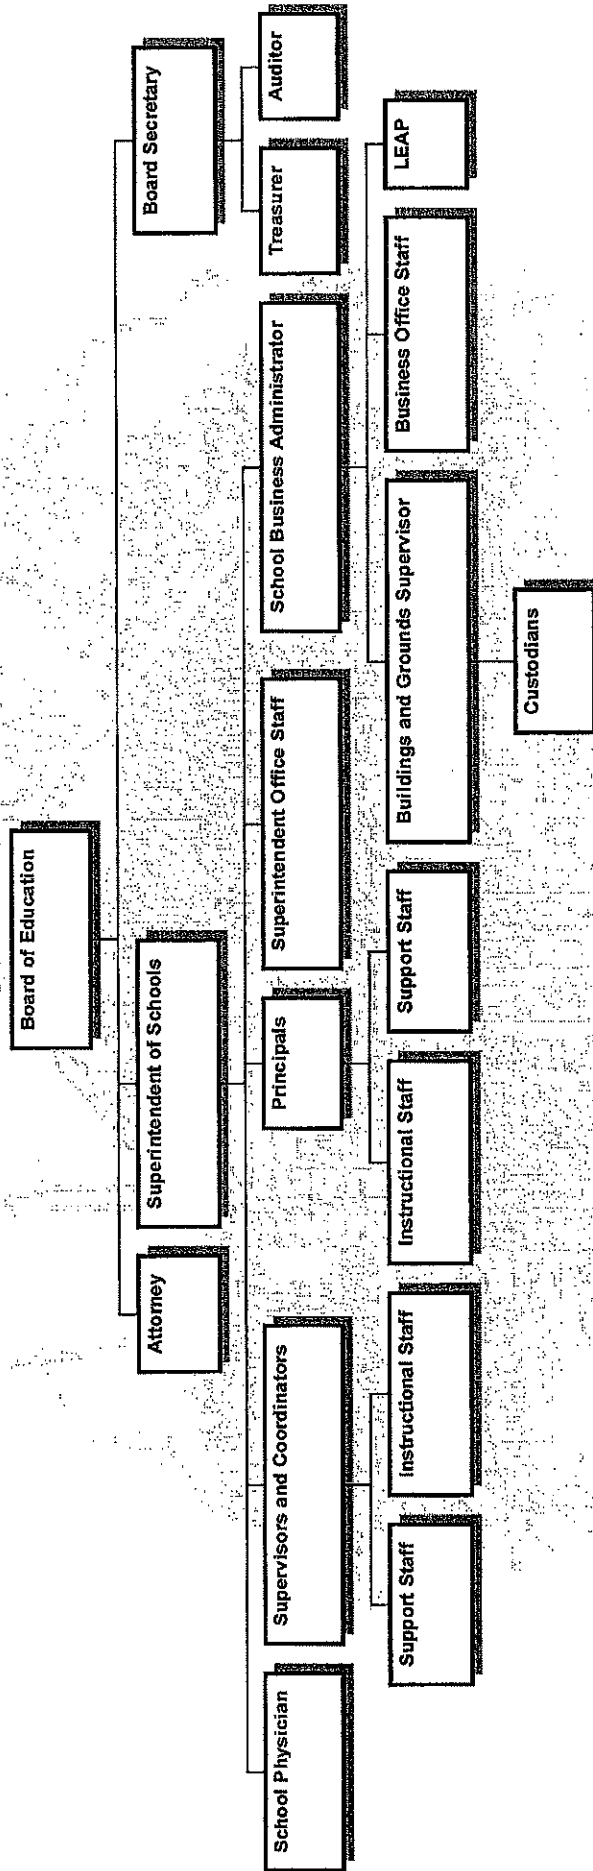 Board of Education
Attorney
Superintendent of Schools
Board Secretary
School Physician
Supervisors and Coordinators
Principals
Superintendent Office Staff
School Business Administrator
Treasurer
Auditor
Support Staff
Instructional Staff
Instructional Staff
Support Staff
Buildings and Grounds Supervisor
Business Office Staff
LEAP
Custodians